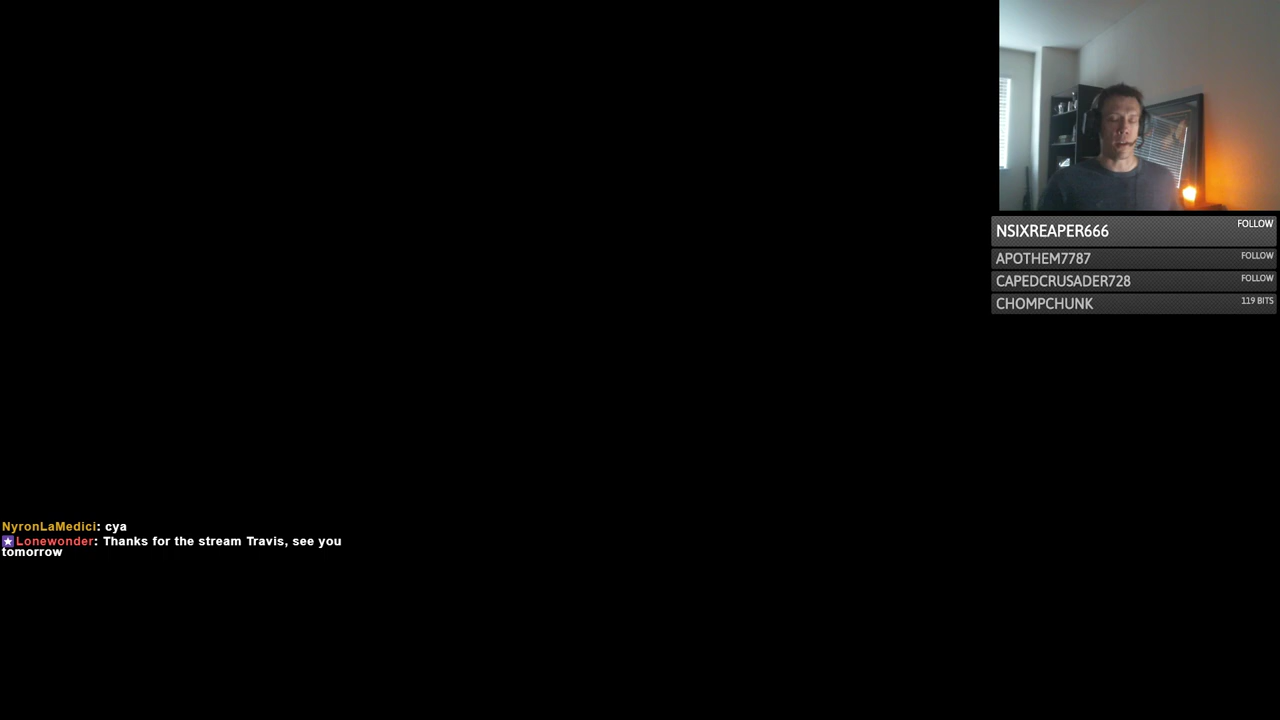 NSIXREAPER666 FOLLOW
APOTHEM7787 FOLLOW
CAPEDCRUSADER728 FOLLOW
CHOMPCHUNK 119 BITS
NyronLaMedici: cya
Lonewonder: Thanks for the stream Travis, see you
tomorrow